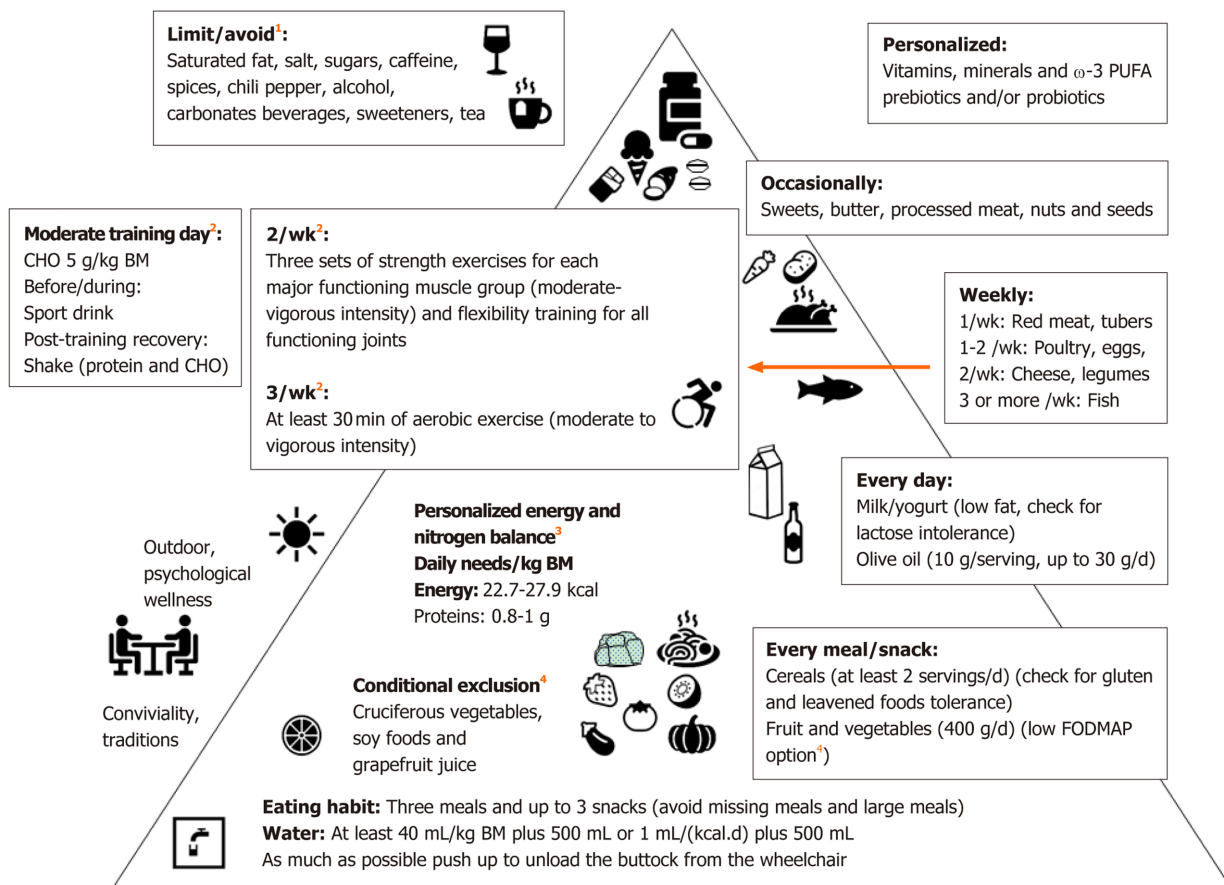 Limit/avoid1:
Saturated fat, salt, sugars, caffeine,
spices, chili pepper, alcohol,
carbonates beverages, sweeteners, tea
Personalized:
Vitamins, minerals and ω-3 PUFA
prebiotics and/or probiotics
Occasionally:
Sweets, butter, processed meat, nuts and seeds
Moderate training day2:
CHO 5 g/kg BM
Before/during:
Sport drink
Post-training recovery:
Shake (protein and CHO)
2/wk2:
Three sets of strength exercises for each
major functioning muscle group (moderate-
vigorous intensity) and flexibility training for all
functioning joints
3/wk2:
At least 30 min of aerobic exercise (moderate to
vigorous intensity)
Weekly:
1/wk: Red meat, tubers
1-2 /wk: Poultry, eggs,
2/wk: Cheese, legumes
3 or more /wk: Fish
Every day:
Milk/yogurt (low fat, check for
lactose intolerance)
Olive oil (10 g/serving, up to 30 g/d)
Personalized energy and
nitrogen balance3
Daily needs/kg BM
Energy: 22.7-27.9 kcal
Proteins: 0.8-1 g
Outdoor,
psychological
wellness
Conviviality,
traditions
Conditional exclusion4
Cruciferous vegetables,
soy foods and
grapefruit juice
Every meal/snack:
Cereals (at least 2 servings/d) (check for gluten
and leavened foods tolerance)
Fruit and vegetables (400 g/d) (low FODMAP
option4)
Eating habit: Three meals and up to 3 snacks (avoid missing meals and large meals)
Water: At least 40 mL/kg BM plus 500 mL or 1 mL/(kcal.d) plus 500 mL
As much as possible push up to unload the buttock from the wheelchair